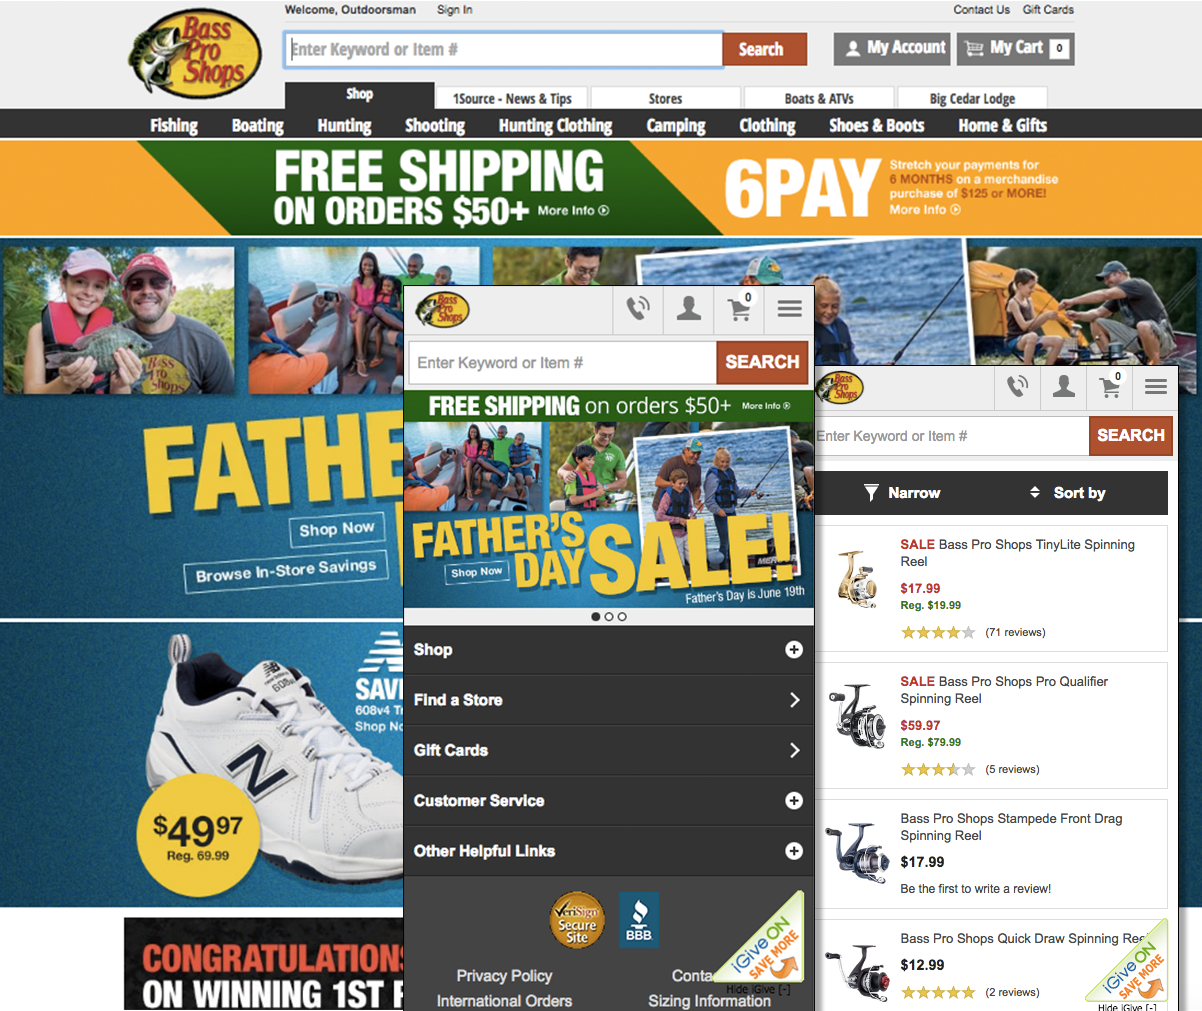 Welcome, Outdoorsman Sign In Contact Us Gift Cards
Bass
Pro
Shops
Enter Keyword or Item # Search My Account My Cart 0
Shop 1Source - News & Tips Stores Boats & ATVs Big Cedar Lodge
Fishing Boating Hunting Shooting Hunting Clothing Camping Clothing Shoes & Boots Home & Gifts
FREE SHIPPING
ON ORDERS $50+ More Info
6PAY
Stretch your payments for
6 MONTHS on a merchandise
purchase of $125 or MORE!
More Info
BASS
Pro Shops
FATHE
Shop Now
Browse In-Store Savings
SAV
608v4 T
Shop No
new balance
608
N
$49.97
Reg. 69.99
CONGRATULATIONS
ON WINNING 1ST
Bass
Pro
Shops
0
Enter Keyword or Item # SEARCH
FREE SHIPPING on orders $50+ More Info
FATHER'S
DAY
SALE!
Shop Now
Father's Day is June 19th
Shop
Find a Store
Gift Cards
Customer Service
Other Helpful Links
VeriSign
Secure
Site
BBB
iGive ON
SAVE MORE
Hide iGive [-]
Privacy Policy Conta
International Orders Sizing Information
Bass
Pro
Shops
0
Enter Keyword or Item # SEARCH
Narrow Sort by
SALE Bass Pro Shops TinyLite Spinning
Reel
$17.99
Reg. $19.99
(71 reviews)
SALE Bass Pro Shops Pro Qualifier
Spinning Reel
$59.97
Reg. $79.99
(5 reviews)
Bass Pro Shops Stampede Front Drag
Spinning Reel
$17.99
Be the first to write a review!
Bass Pro Shops Quick Draw Spinning Ree
$12.99
(2 reviews)
iGive ON
SAVE MORE
Hide iGive [-]